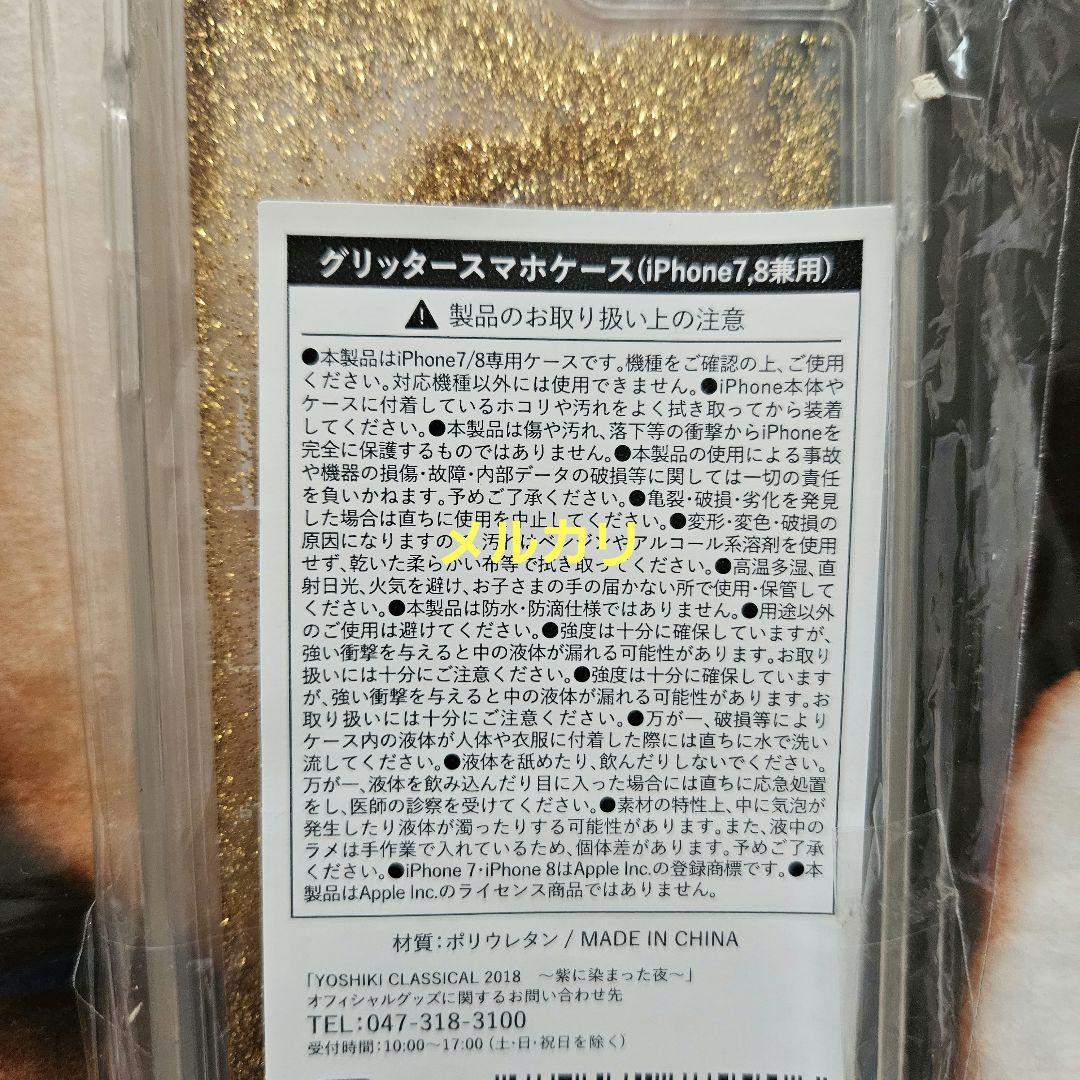 グリッタースマホケース(iPhone7,8兼用)
製品のお取り扱い上の注意
●本製品はiPhone7/8専用ケースです。機種をご確認の上、ご使用
ください。対応機種以外には使用できません。●iPhone本体や
ケースに付着しているホコリや汚れをよく拭き取ってから装着
してください。●本製品は傷や汚れ、落下等の衝撃からiPhoneを
完全に保護するものではありません。●本製品の使用による事故
や機器の損傷・故障・内部データの破損等に関しては一切の責任
を負いかねます。予めご了承ください。●亀裂・破損・劣化を発見
した場合は直ちに使用を中止してください。●変形・変色・破損の
原因になりますの 汚れはベンジンやアルコール系溶剤を使用
メルカリ
せず、乾いた柔らかい布等で拭き取ってください。●高温多湿、直
射日光、火気を避け、お子さまの手の届かない所で使用・保管して
ください。●本製品は防水・防滴仕様ではありません。●用途以外
のご使用は避けてください。●強度は十分に確保していますが、
強い衝撃を与えると中の液体が漏れる可能性があります。お取り
扱いには十分にご注意ください。●強度は十分に確保しています
が、強い衝撃を与えると中の液体が漏れる可能性があります。お
取り扱いには十分にご注意ください。●万が一、破損等により
ケース内の液体が人体や衣服に付着した際には直ちに水で洗い
流してください。●液体を舐めたり、飲んだりしないでください。
万が一、液体を飲み込んだり目に入った場合には直ちに応急処置
をし、医師の診察を受けてください。●素材の特性上、中に気泡が
発生したり液体が濁ったりする可能性があります。また、液中の
ラメは手作業で入れているため、個体差があります。予めご了承
ください。●iPhone 7・iPhone 8はApple Inc.の登録商標です。●本
製品はApple Inc.のライセンス商品ではありません。
材質：ポリウレタン / MADE IN CHINA
「YOSHIKI CLASSICAL 2018 ～紫に染まった夜～」
オフィシャルグッズに関するお問い合わせ先
TEL：047-318-3100
受付時間：10:00～17:00（土・日・祝日を除く）